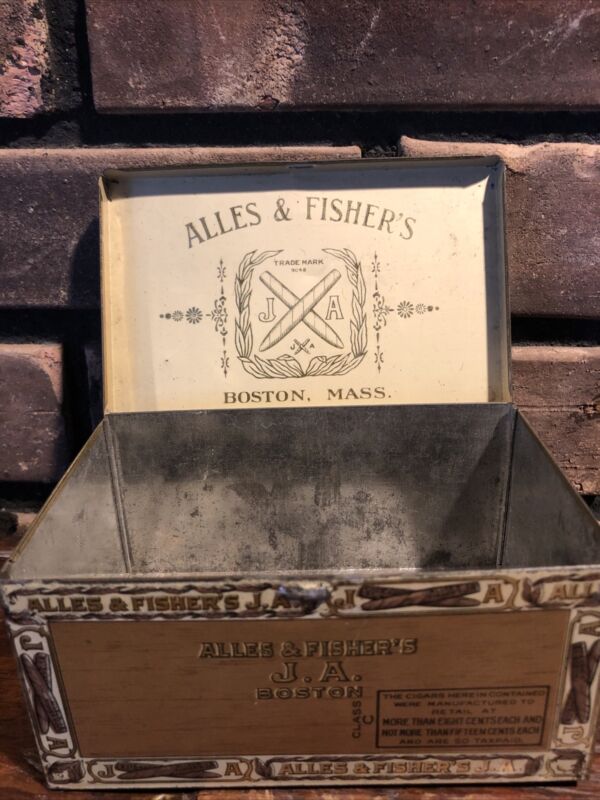 ALLES & FISHER'S
TRADE MARK
J A
J A
BOSTON, MASS.
ALLES & FISHER'S J.A.
J A
ALLES
ALLES & FISHER'S
J.A.
BOSTON
CLASS C
THE CIGARS HEREIN CONTAINED
WERE MANUFACTURED TO
RETAIL AT
MORE THAN EIGHT CENTS EACH AND
NOT MORE THAN FIFTEEN CENTS EACH
AND ARE SO TAXPAID.
J
A
J
A
J A
ALLES & FISHER'S J.A.